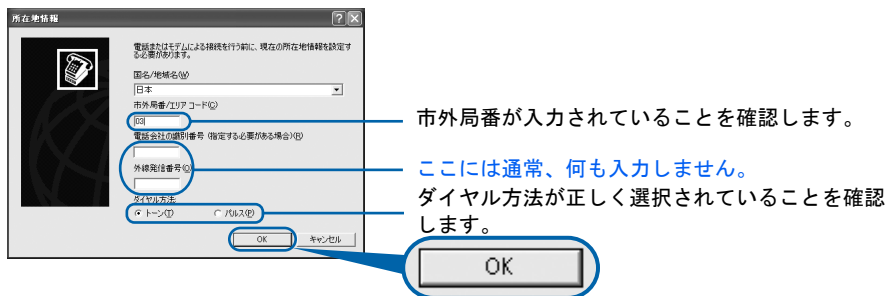 所在地情報
電話またはモデムによる接続を行う前に、現在の所在地情報を設定す
る必要があります。
国名/地域名(W)
日本
市外局番/エリア コード(C)
03
電話会社の識別番号 (指定する必要がある場合)(R)
外線発信番号(O)
ダイヤル方法:
トーン(T) パルス(P)
OK キャンセル
市外局番が入力されていることを確認します。
ここには通常、何も入力しません。
ダイヤル方法が正しく選択されていることを確認
します。
OK